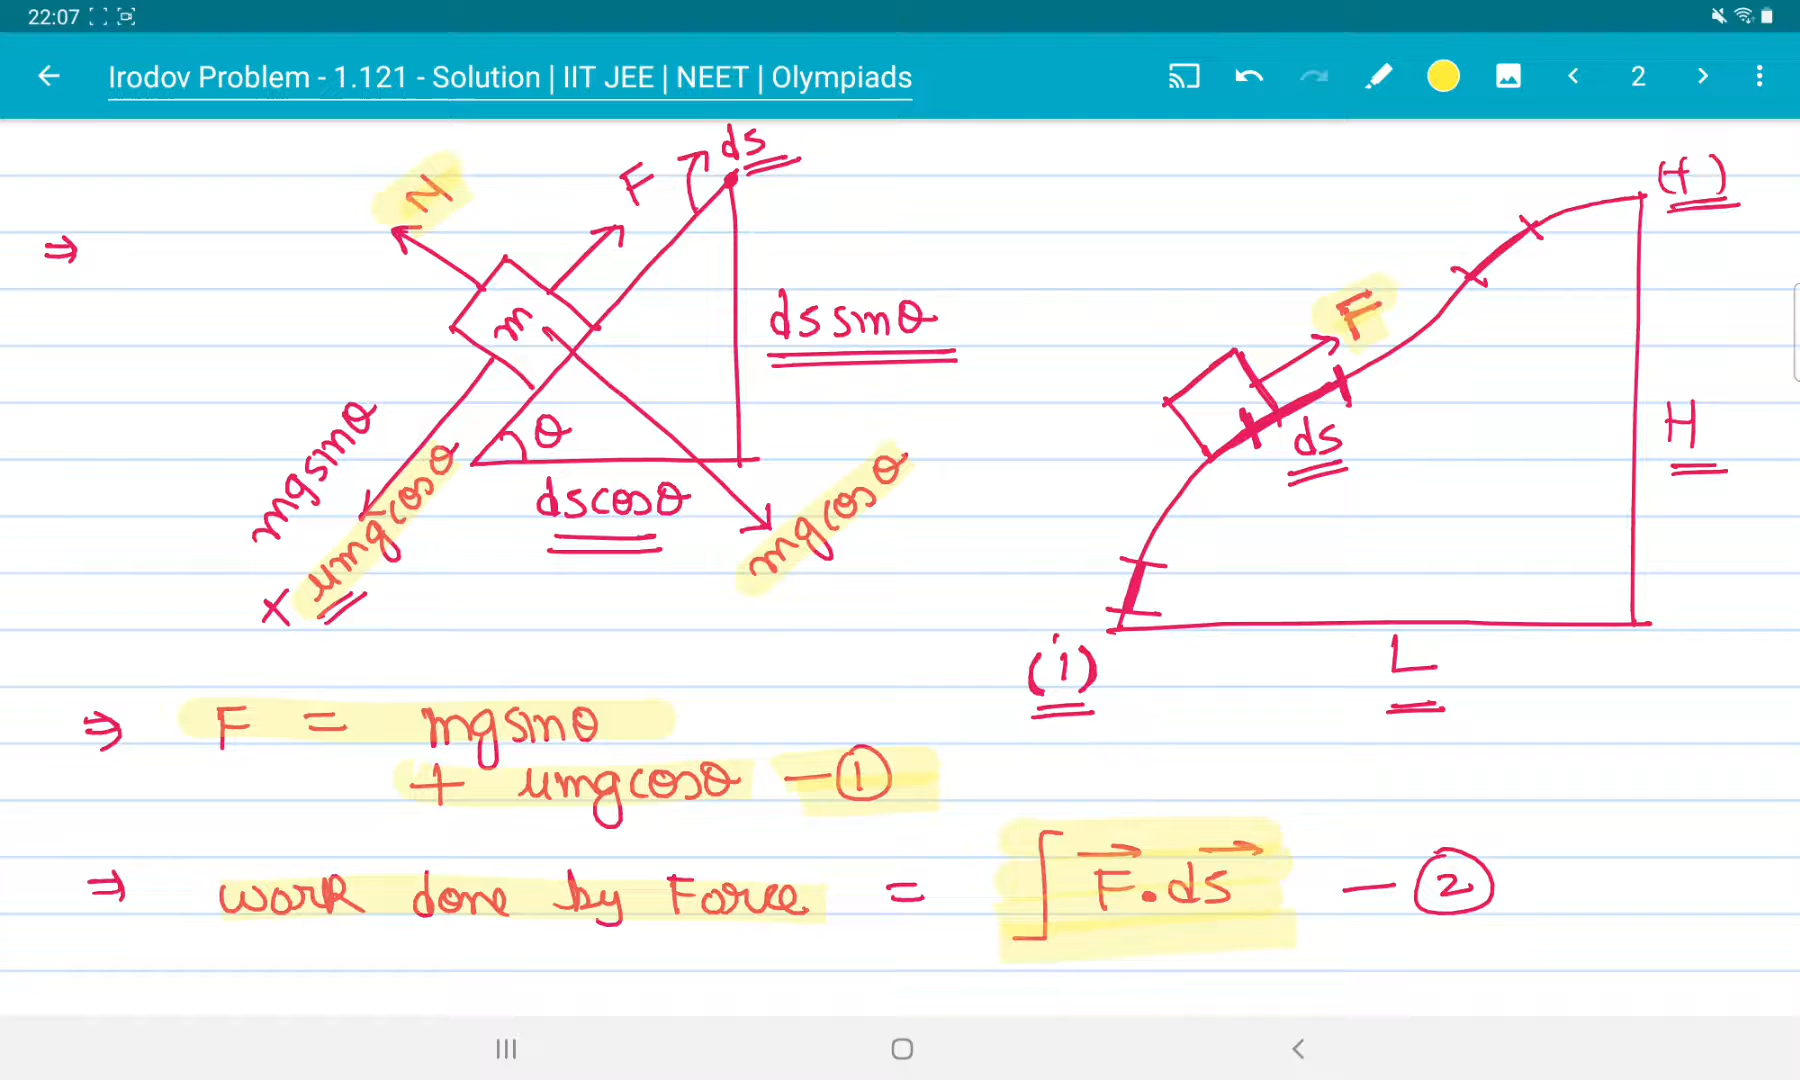 22:07
Irodov Problem - 1.121 - Solution | IIT JEE | NEET | Olympiads
2
ds
N
F
⇒
m
ds sinθ
θ
mg sinθ
ds cosθ
+ μmg cosθ
mg cosθ
(f)
F
ds
H
(i)
L
⇒ F = mg sinθ
+ μmg cosθ - ①
⇒ work done by Force = ∫ F⃗ . ds⃗ - ②